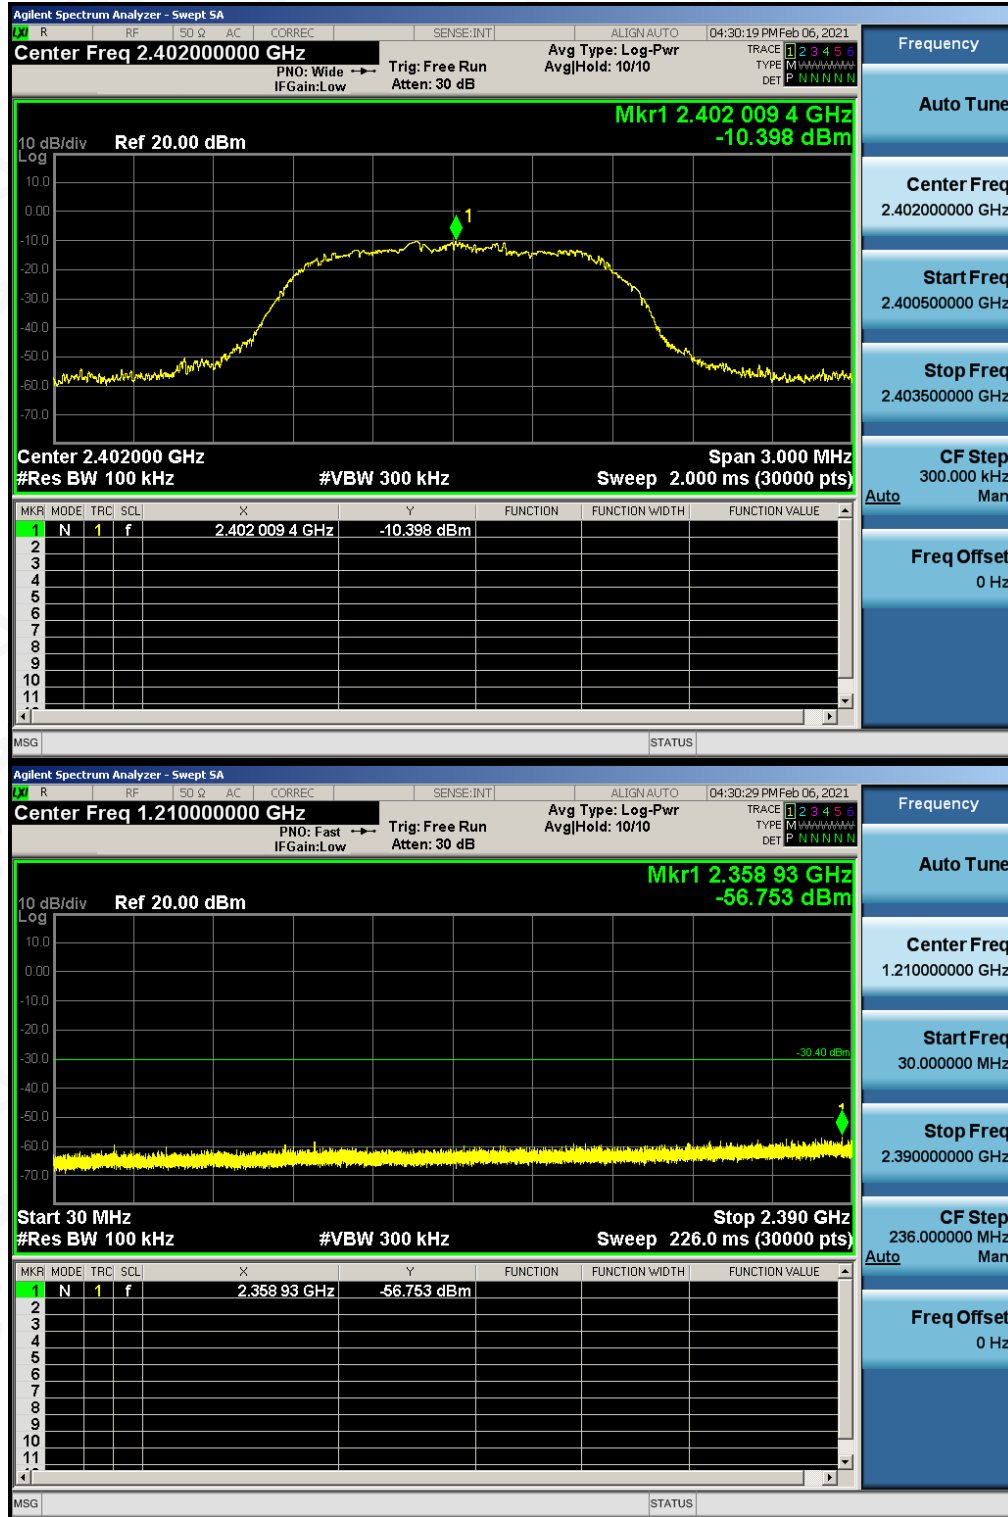 Agilent Spectrum Analyzer - Swept SA
LXI R RF 50 Ω AC CORREC SENSE:INT ALIGN AUTO 04:30:19 PM Feb 06, 2021
Center Freq 2.402000000 GHz
PNO: Wide
IFGain:Low
Trig: Free Run
Atten: 30 dB
Avg Type: Log-Pwr
Avg|Hold: 10/10
TRACE 1 2 3 4 5 6
TYPE M W W W W W
DET P N N N N N
Mkr1 2.402 009 4 GHz
-10.398 dBm
10 dB/div Ref 20.00 dBm
Log
10.0
0.00
-10.0
-20.0
-30.0
-40.0
-50.0
-60.0
-70.0
1
Center 2.402000 GHz Span 3.000 MHz
#Res BW 100 kHz #VBW 300 kHz Sweep 2.000 ms (30000 pts)
MKR MODE TRC SCL X Y FUNCTION FUNCTION WIDTH FUNCTION VALUE
1 N 1 f 2.402 009 4 GHz -10.398 dBm
2
3
4
5
6
7
8
9
10
11
MSG STATUS
Frequency
Auto Tune
Center Freq
2.402000000 GHz
Start Freq
2.400500000 GHz
Stop Freq
2.403500000 GHz
CF Step
300.000 kHz
Auto Man
Freq Offset
0 Hz
Agilent Spectrum Analyzer - Swept SA
LXI R RF 50 Ω AC CORREC SENSE:INT ALIGN AUTO 04:30:29 PM Feb 06, 2021
Center Freq 1.210000000 GHz
PNO: Fast
IFGain:Low
Trig: Free Run
Atten: 30 dB
Avg Type: Log-Pwr
Avg|Hold: 10/10
TRACE 1 2 3 4 5 6
TYPE M W W W W W
DET P N N N N N
Mkr1 2.358 93 GHz
-56.753 dBm
10 dB/div Ref 20.00 dBm
Log
10.0
0.00
-10.0
-20.0
-30.0
-40.0
-50.0
-60.0
-70.0
-30.40 dBm
1
Start 30 MHz Stop 2.390 GHz
#Res BW 100 kHz #VBW 300 kHz Sweep 226.0 ms (30000 pts)
MKR MODE TRC SCL X Y FUNCTION FUNCTION WIDTH FUNCTION VALUE
1 N 1 f 2.358 93 GHz -56.753 dBm
2
3
4
5
6
7
8
9
10
11
MSG STATUS
Frequency
Auto Tune
Center Freq
1.210000000 GHz
Start Freq
30.000000 MHz
Stop Freq
2.390000000 GHz
CF Step
236.000000 MHz
Auto Man
Freq Offset
0 Hz